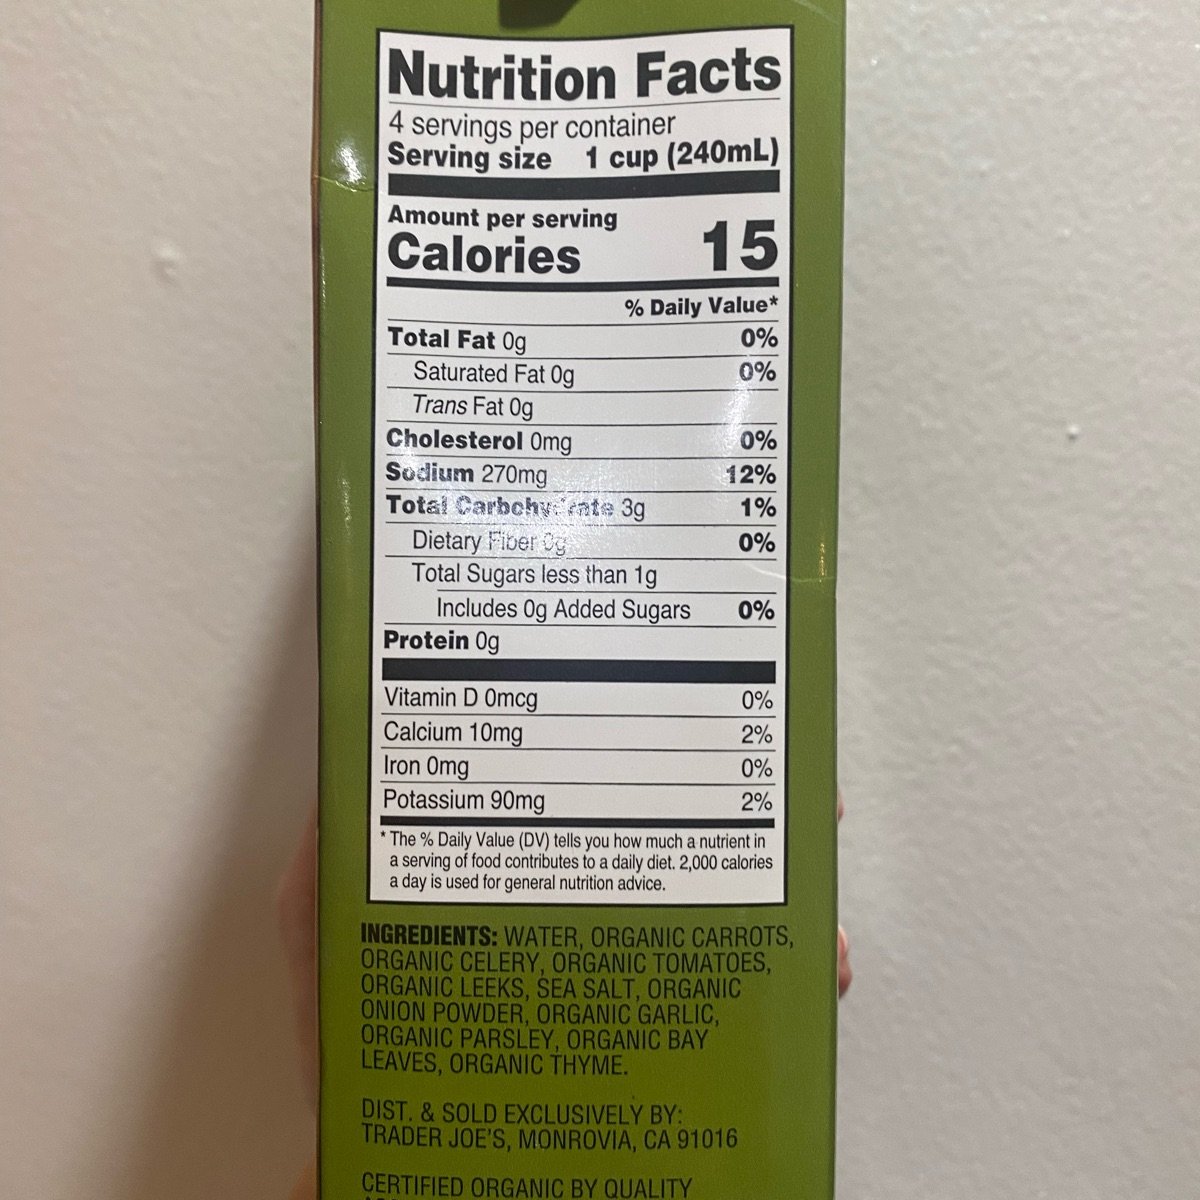 Nutrition Facts
4 servings per container
Serving size 1 cup (240mL)
Amount per serving
Calories 15
% Daily Value*
Total Fat 0g 0%
Saturated Fat 0g 0%
Trans Fat 0g
Cholesterol 0mg 0%
Sodium 270mg 12%
Total Carbohydrate 3g 1%
Dietary Fiber 0g 0%
Total Sugars less than 1g
Includes 0g Added Sugars 0%
Protein 0g
Vitamin D 0mcg 0%
Calcium 10mg 2%
Iron 0mg 0%
Potassium 90mg 2%
* The % Daily Value (DV) tells you how much a nutrient in
a serving of food contributes to a daily diet. 2,000 calories
a day is used for general nutrition advice.
INGREDIENTS: WATER, ORGANIC CARROTS,
ORGANIC CELERY, ORGANIC TOMATOES,
ORGANIC LEEKS, SEA SALT, ORGANIC
ONION POWDER, ORGANIC GARLIC,
ORGANIC PARSLEY, ORGANIC BAY
LEAVES, ORGANIC THYME.
DIST. & SOLD EXCLUSIVELY BY:
TRADER JOE'S, MONROVIA, CA 91016
CERTIFIED ORGANIC BY QUALITY